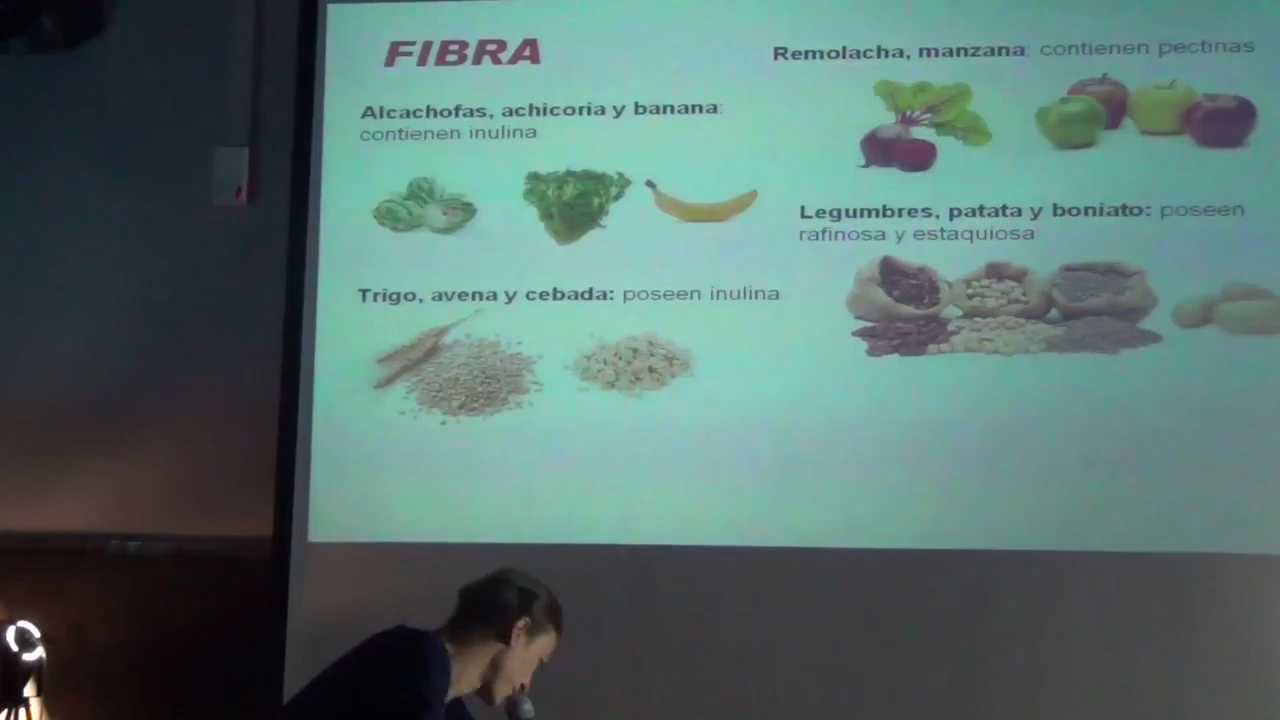 FIBRA
Alcachofas, achicoria y banana:
contienen inulina
Trigo, avena y cebada: poseen inulina
Remolacha, manzana: contienen pectinas
Legumbres, patata y boniato: poseen
rafinosa y estaquiosa